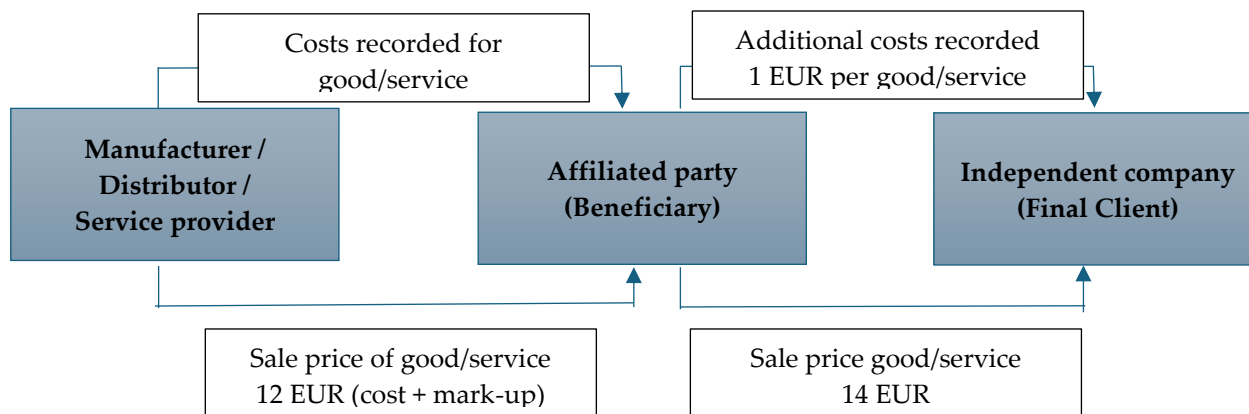 Costs recorded for
good/service
Additional costs recorded
1 EUR per good/service
Manufacturer /
Distributor /
Service provider
Affiliated party
(Beneficiary)
Independent company
(Final Client)
Sale price of good/service
12 EUR (cost + mark-up)
Sale price good/service
14 EUR